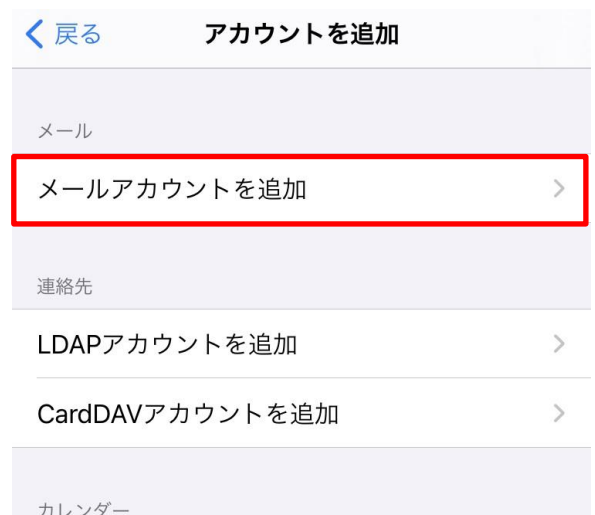 戻る アカウントを追加
メール
メールアカウントを追加
連絡先
LDAPアカウントを追加
CardDAVアカウントを追加
カレンダー